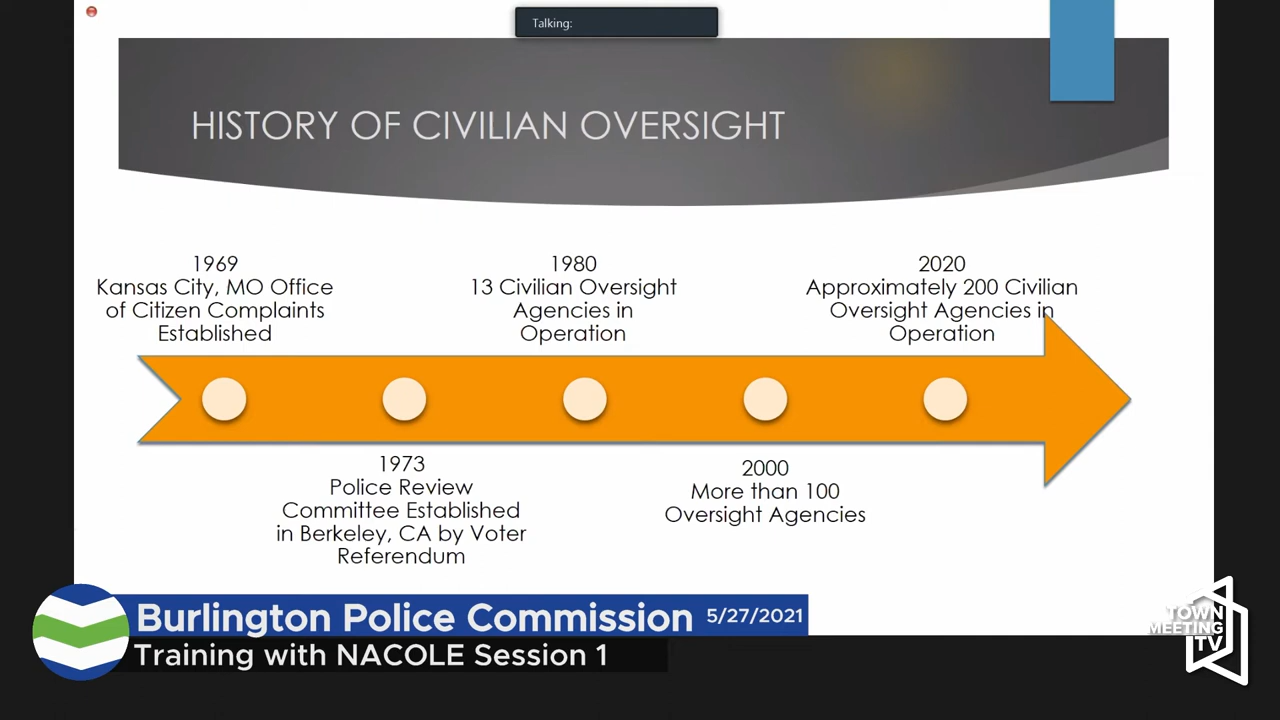 Talking:
HISTORY OF CIVILIAN OVERSIGHT
1969
Kansas City, MO Office
of Citizen Complaints
Established
1980
13 Civilian Oversight
Agencies in
Operation
2020
Approximately 200 Civilian
Oversight Agencies in
Operation
1973
Police Review
Committee Established
in Berkeley, CA by Voter
Referendum
2000
More than 100
Oversight Agencies
Burlington Police Commission 5/27/2021
Training with NACOLE Session 1
TOWN
MEETING
TV